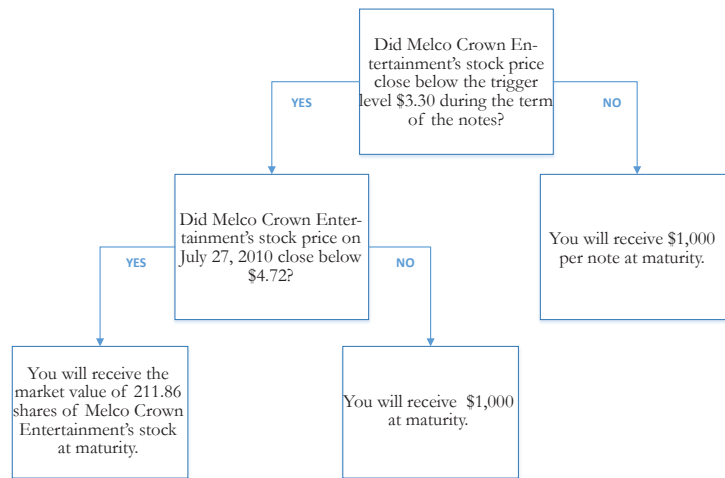 Did Melco Crown En-
tertainment's stock price
close below the trigger
level $3.30 during the term
of the notes?
YES
NO
Did Melco Crown Enter-
tainment's stock price on
July 27, 2010 close below
$4.72?
You will receive $1,000
per note at maturity.
YES
NO
You will receive the
market value of 211.86
shares of Melco Crown
Entertainment's stock
at maturity.
You will receive $1,000
at maturity.